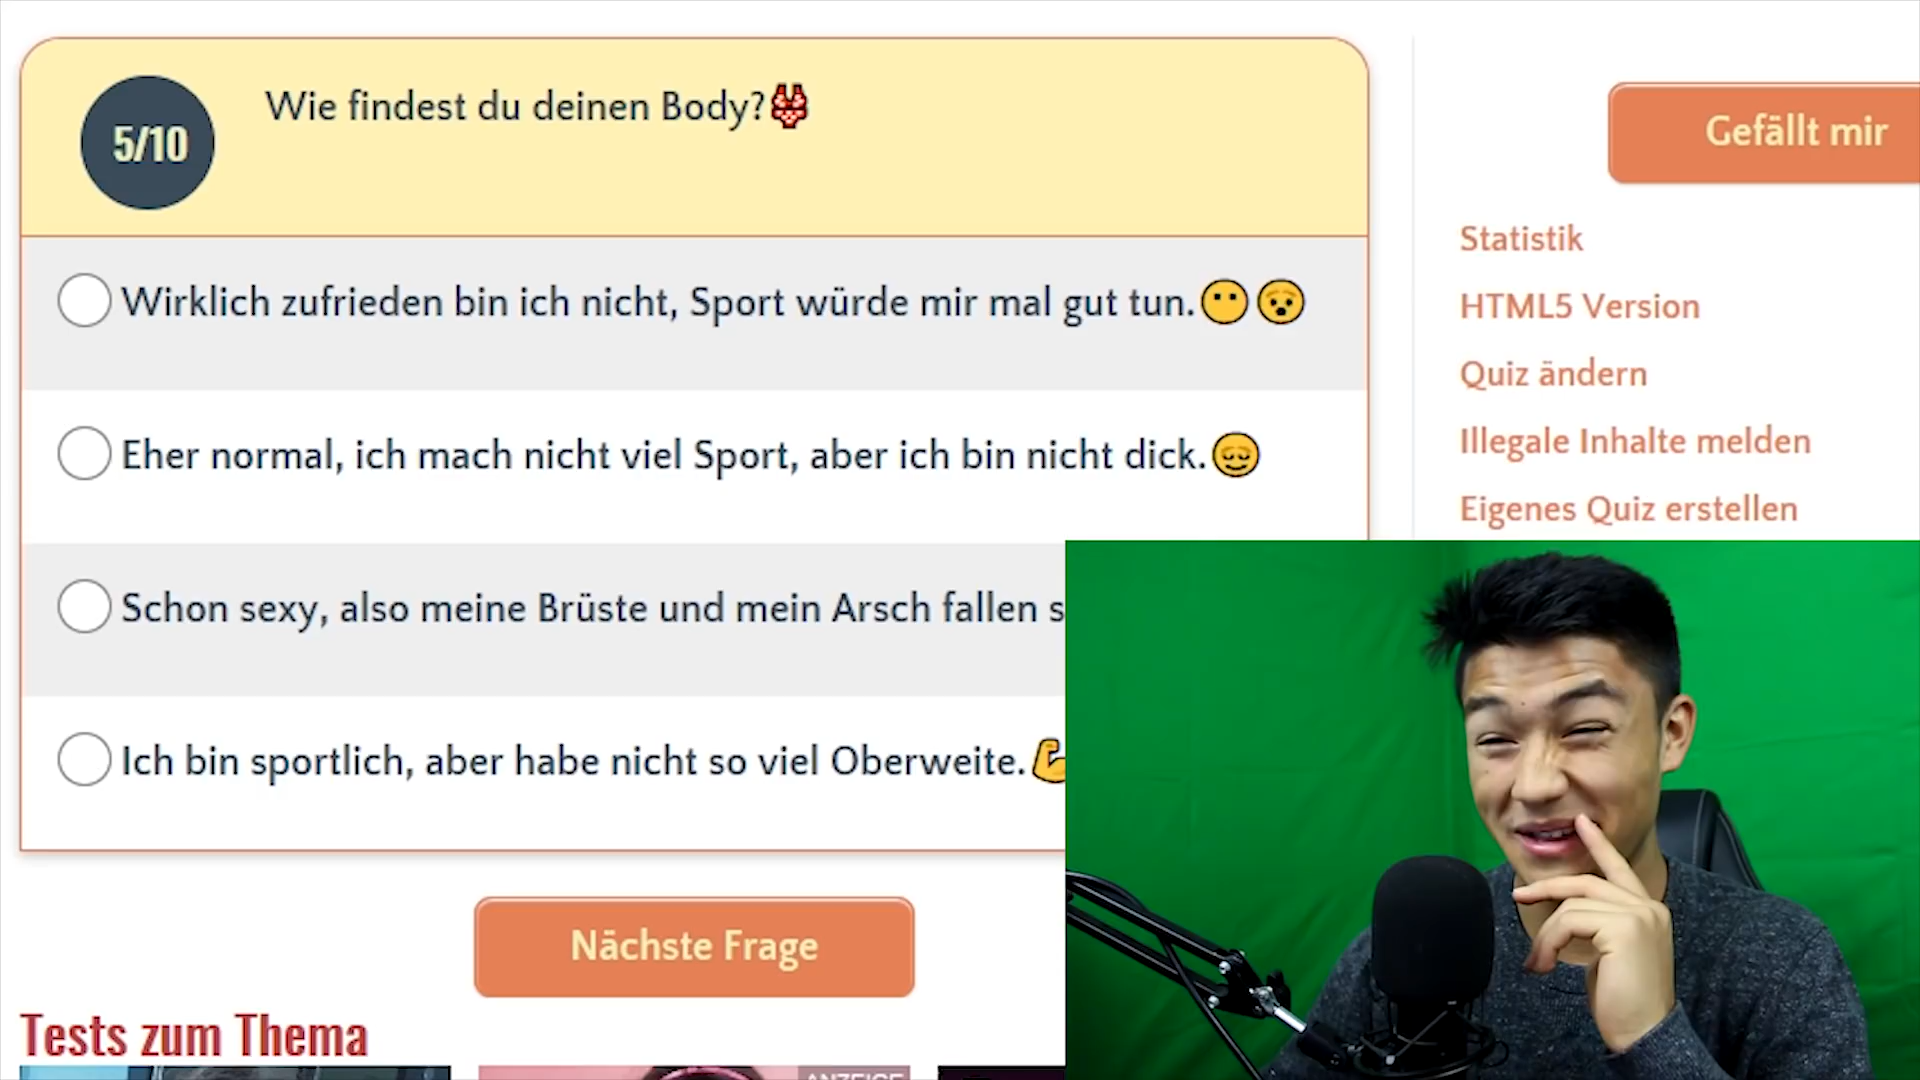 5/10
Wie findest du deinen Body?👙
Wirklich zufrieden bin ich nicht, Sport würde mir mal gut tun.😶😵
Eher normal, ich mach nicht viel Sport, aber ich bin nicht dick.😌
Schon sexy, also meine Brüste und mein Arsch fallen
Ich bin sportlich, aber habe nicht so viel Oberweite.💪
Nächste Frage
Tests zum Thema
ANZEIGE
Gefällt mir
Statistik
HTML5 Version
Quiz ändern
Illegale Inhalte melden
Eigenes Quiz erstellen